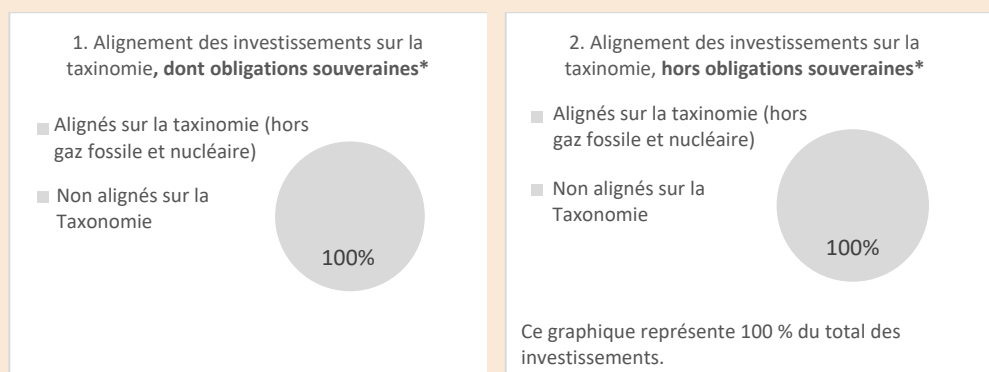 1. Alignement des investissements sur la
taxinomie, dont obligations souveraines*
Alignés sur la taxinomie (hors
gaz fossile et nucléaire)
Non alignés sur la
Taxonomie
100%
2. Alignement des investissements sur la
taxinomie, hors obligations souveraines*
Alignés sur la taxinomie (hors
gaz fossile et nucléaire)
Non alignés sur la
Taxonomie
100%
Ce graphique représente 100 % du total des
investissements.